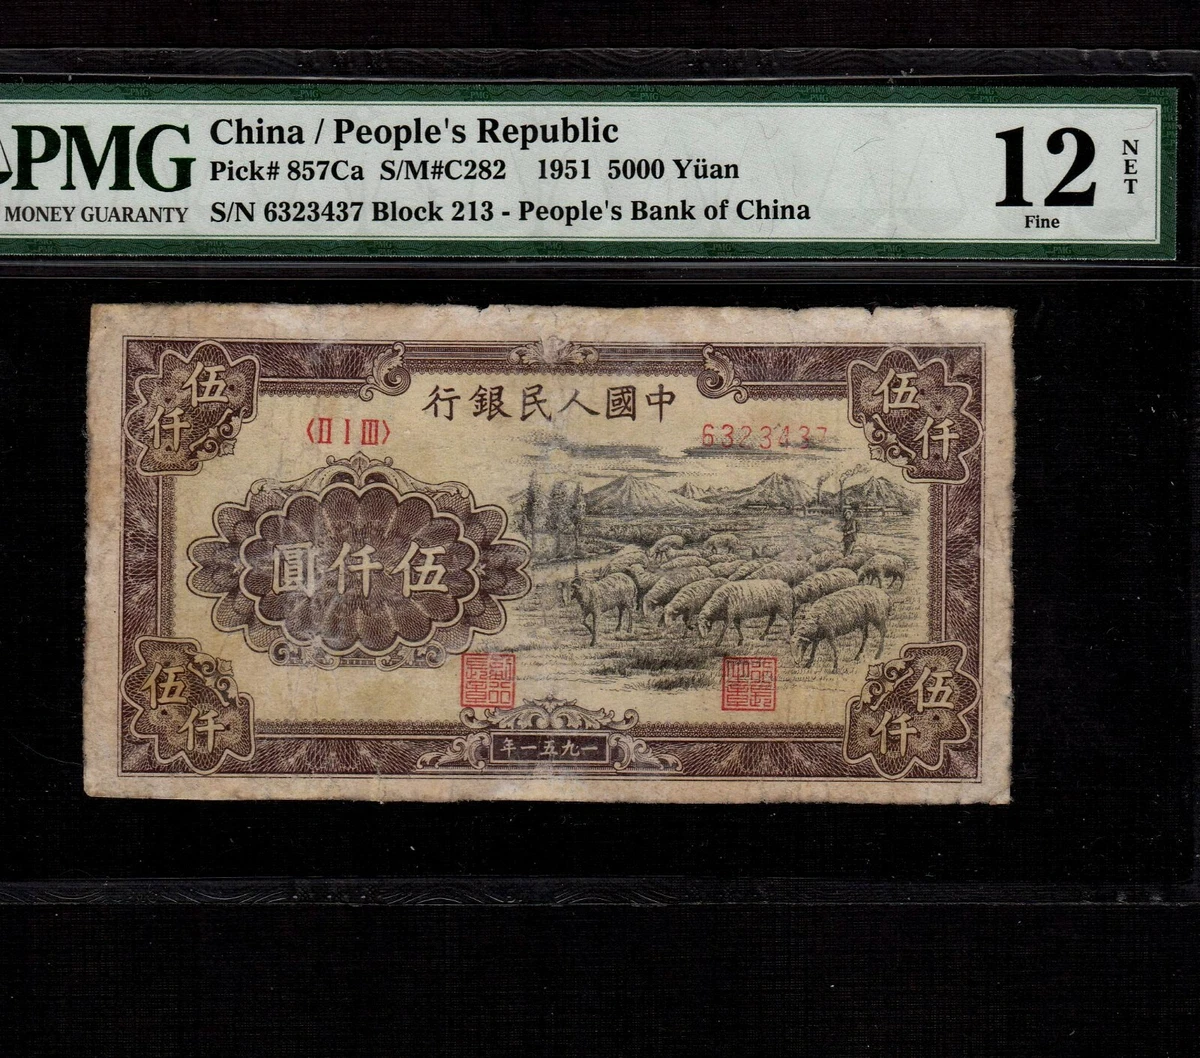 PMG
MONEY GUARANTY
China / People's Republic
Pick# 857Ca S/M#C282 1951 5000 Yüan
S/N 6323437 Block 213 - People's Bank of China
12
NET
Fine
伍仟
行銀民人國中
伍仟
〈II I III〉
6323437
圓仟伍
伍仟
年一五九一
伍仟